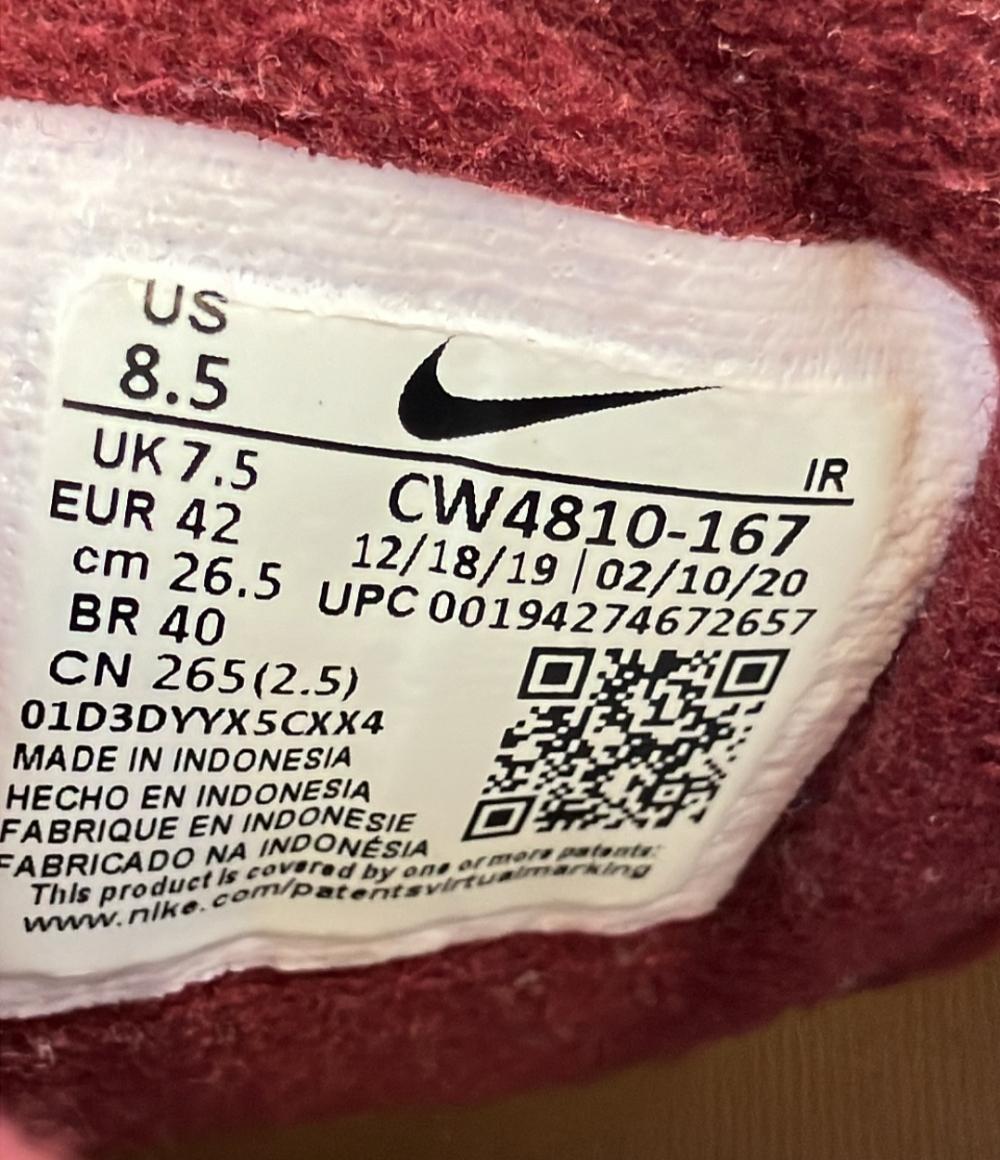 US
8.5
IR
UK 7.5
EUR 42
cm 26.5
BR 40
CN 265(2.5)
CW4810-167
12/18/19 | 02/10/20
UPC 00194274672657
01D3DYYX5CXX4
MADE IN INDONESIA
HECHO EN INDONESIA
FABRIQUE EN INDONESIE
FABRICADO NA INDONÉSIA
This product is covered by one or more patents:
www.nike.com/patentsvirtualmarking